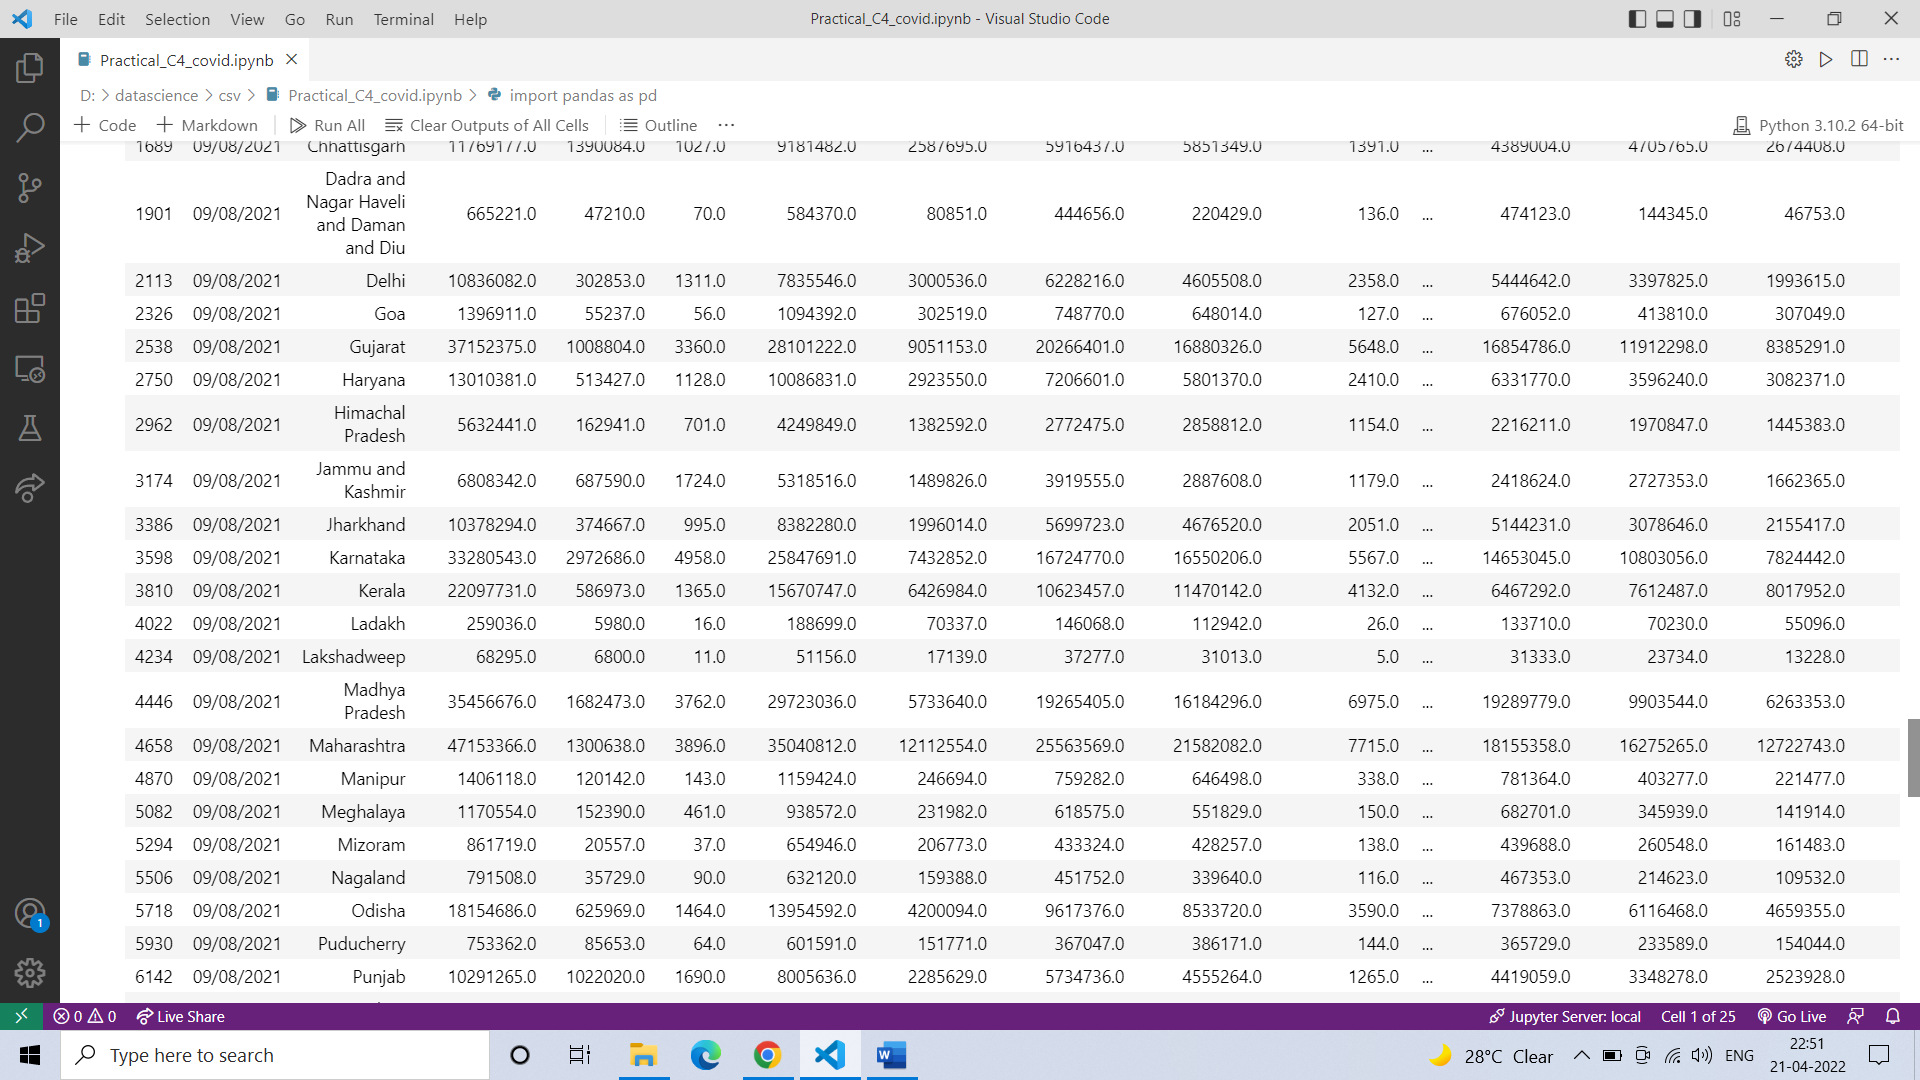 File Edit Selection View Go Run Terminal Help Practical_C4_covid.ipynb - Visual Studio Code
Practical_C4_covid.ipynb
D: > datascience > csv > Practical_C4_covid.ipynb > import pandas as pd
+ Code + Markdown Run All Clear Outputs of All Cells Outline ... Python 3.10.2 64-bit
1689 09/08/2021 Chhattisgarh 11769177.0 1390084.0 1027.0 9181482.0 2587695.0 5916437.0 5851349.0 1391.0 ... 4389004.0 4705765.0 2674408.0
Dadra and
Nagar Haveli
1901 09/08/2021 and Daman 665221.0 47210.0 70.0 584370.0 80851.0 444656.0 220429.0 136.0 ... 474123.0 144345.0 46753.0
and Diu
2113 09/08/2021 Delhi 10836082.0 302853.0 1311.0 7835546.0 3000536.0 6228216.0 4605508.0 2358.0 ... 5444642.0 3397825.0 1993615.0
2326 09/08/2021 Goa 1396911.0 55237.0 56.0 1094392.0 302519.0 748770.0 648014.0 127.0 ... 676052.0 413810.0 307049.0
2538 09/08/2021 Gujarat 37152375.0 1008804.0 3360.0 28101222.0 9051153.0 20266401.0 16880326.0 5648.0 ... 16854786.0 11912298.0 8385291.0
2750 09/08/2021 Haryana 13010381.0 513427.0 1128.0 10086831.0 2923550.0 7206601.0 5801370.0 2410.0 ... 6331770.0 3596240.0 3082371.0
Himachal
2962 09/08/2021 Pradesh 5632441.0 162941.0 701.0 4249849.0 1382592.0 2772475.0 2858812.0 1154.0 ... 2216211.0 1970847.0 1445383.0
Jammu and
3174 09/08/2021 Kashmir 6808342.0 687590.0 1724.0 5318516.0 1489826.0 3919555.0 2887608.0 1179.0 ... 2418624.0 2727353.0 1662365.0
3386 09/08/2021 Jharkhand 10378294.0 374667.0 995.0 8382280.0 1996014.0 5699723.0 4676520.0 2051.0 ... 5144231.0 3078646.0 2155417.0
3598 09/08/2021 Karnataka 33280543.0 2972686.0 4958.0 25847691.0 7432852.0 16724770.0 16550206.0 5567.0 ... 14653045.0 10803056.0 7824442.0
3810 09/08/2021 Kerala 22097731.0 586973.0 1365.0 15670747.0 6426984.0 10623457.0 11470142.0 4132.0 ... 6467292.0 7612487.0 8017952.0
4022 09/08/2021 Ladakh 259036.0 5980.0 16.0 188699.0 70337.0 146068.0 112942.0 26.0 ... 133710.0 70230.0 55096.0
4234 09/08/2021 Lakshadweep 68295.0 6800.0 11.0 51156.0 17139.0 37277.0 31013.0 5.0 ... 31333.0 23734.0 13228.0
Madhya
4446 09/08/2021 Pradesh 35456676.0 1682473.0 3762.0 29723036.0 5733640.0 19265405.0 16184296.0 6975.0 ... 19289779.0 9903544.0 6263353.0
4658 09/08/2021 Maharashtra 47153366.0 1300638.0 3896.0 35040812.0 12112554.0 25563569.0 21582082.0 7715.0 ... 18155358.0 16275265.0 12722743.0
4870 09/08/2021 Manipur 1406118.0 120142.0 143.0 1159424.0 246694.0 759282.0 646498.0 338.0 ... 781364.0 403277.0 221477.0
5082 09/08/2021 Meghalaya 1170554.0 152390.0 461.0 938572.0 231982.0 618575.0 551829.0 150.0 ... 682701.0 345939.0 141914.0
5294 09/08/2021 Mizoram 861719.0 20557.0 37.0 654946.0 206773.0 433324.0 428257.0 138.0 ... 439688.0 260548.0 161483.0
5506 09/08/2021 Nagaland 791508.0 35729.0 90.0 632120.0 159388.0 451752.0 339640.0 116.0 ... 467353.0 214623.0 109532.0
5718 09/08/2021 Odisha 18154686.0 625969.0 1464.0 13954592.0 4200094.0 9617376.0 8533720.0 3590.0 ... 7378863.0 6116468.0 4659355.0
5930 09/08/2021 Puducherry 753362.0 85653.0 64.0 601591.0 151771.0 367047.0 386171.0 144.0 ... 365729.0 233589.0 154044.0
6142 09/08/2021 Punjab 10291265.0 1022020.0 1690.0 8005636.0 2285629.0 5734736.0 4555264.0 1265.0 ... 4419059.0 3348278.0 2523928.0
1
0 0 Live Share Jupyter Server: local Cell 1 of 25 Go Live
Type here to search 28°C Clear ENG 22:51
21-04-2022